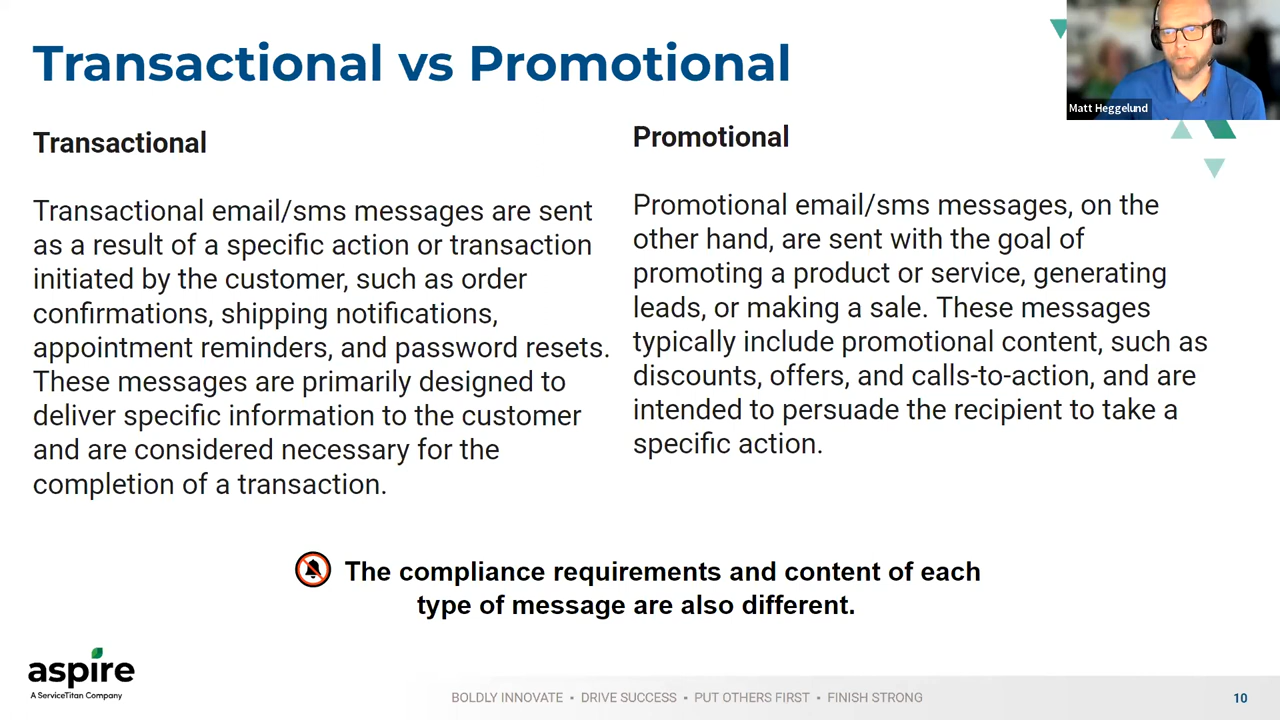 Transactional vs Promotional
Matt Heggelund
Transactional
Transactional email/sms messages are sent
as a result of a specific action or transaction
initiated by the customer, such as order
confirmations, shipping notifications,
appointment reminders, and password resets.
These messages are primarily designed to
deliver specific information to the customer
and are considered necessary for the
completion of a transaction.
Promotional
Promotional email/sms messages, on the
other hand, are sent with the goal of
promoting a product or service, generating
leads, or making a sale. These messages
typically include promotional content, such as
discounts, offers, and calls-to-action, and are
intended to persuade the recipient to take a
specific action.
The compliance requirements and content of each
type of message are also different.
aspire
A ServiceTitan Company
BOLDLY INNOVATE • DRIVE SUCCESS • PUT OTHERS FIRST • FINISH STRONG
10